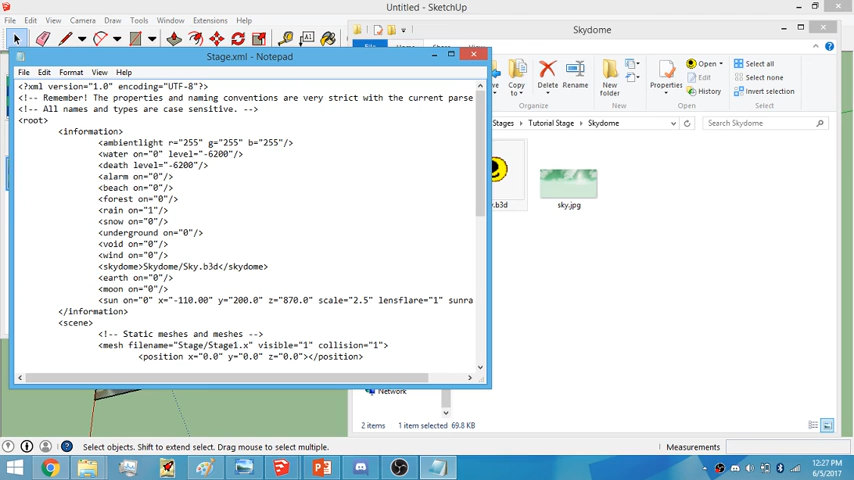 Untitled - SketchUp
File Edit View Camera Draw Tools Window Extensions Help
Skydome
File
Home
Copy to
Delete
Rename
New folder
Properties
Open
Edit
History
Select all
Select none
Invert selection
Organize
New
Open
Select
Stages
Tutorial Stage
Skydome
Search Skydome
sky.jpg
Network
2 items 1 item selected 69.8 KB
Stage.xml - Notepad
File Edit Format View Help
<?xml version="1.0" encoding="UTF-8"?>
<!-- Remember! The properties and naming conventions are very strict with the current parse
<!-- All names and types are case sensitive. -->
<root>
<information>
<ambientlight r="255" g="255" b="255"/>
<water on="0" level="-6200"/>
<death level="-6200"/>
<alarm on="0"/>
<beach on="0"/>
<forest on="0"/>
<rain on="1"/>
<snow on="0"/>
<underground on="0"/>
<void on="0"/>
<wind on="0"/>
<skydome>Skydome/Sky.b3d</skydome>
<earth on="0"/>
<moon on="0"/>
<sun on="0" x="-110.00" y="200.0" z="870.0" scale="2.5" lensflare="1" sunra
</information>
<scene>
<!-- Static meshes and meshes -->
<mesh filename="Stage/Stage1.x" visible="1" collision="1">
<position x="0.0" y="0.0" z="0.0"></position>
Select objects. Shift to extend select. Drag mouse to select multiple.
Measurements
12:27 PM
6/5/2017